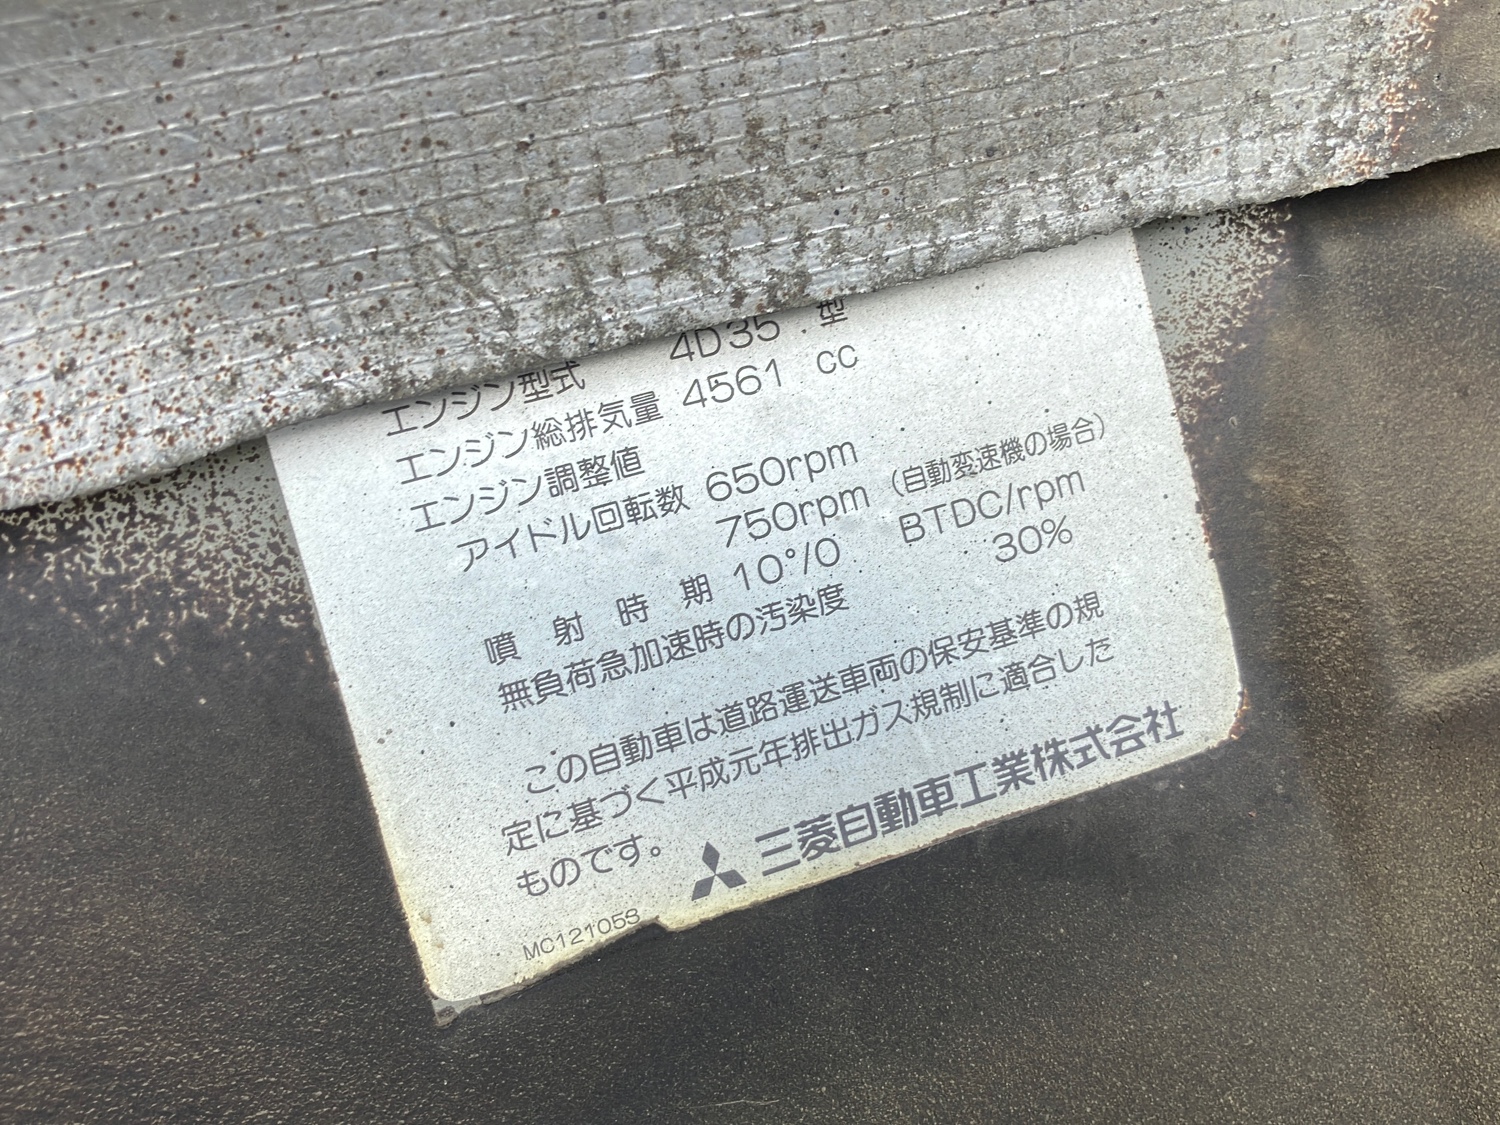 エンジン型式 4D35 型
エンジン総排気量 4561 cc
エンジン調整値
アイドル回転数 650rpm
750rpm (自動変速機の場合)
噴射時期 10°/0 BTDC/rpm
無負荷急加速時の汚染度 30%
この自動車は道路運送車両の保安基準の規
定に基づく平成元年排出ガス規制に適合した
ものです。
三菱自動車工業株式会社
MC121053